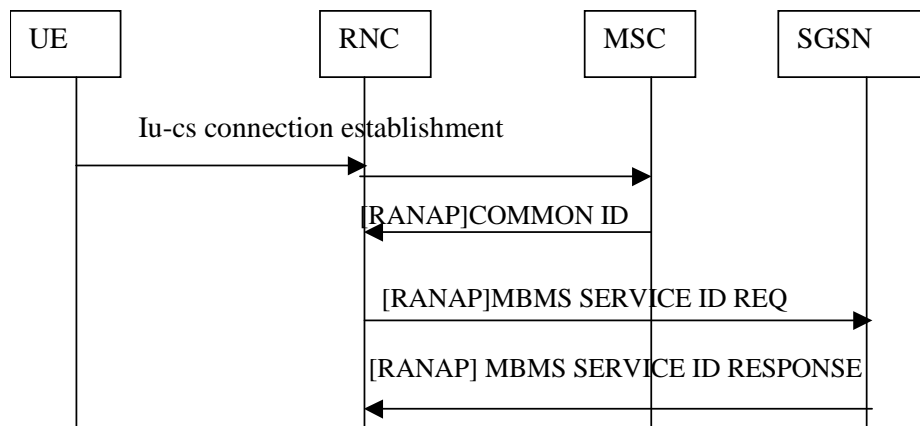 UE
RNC
MSC
SGSN
Iu-cs connection establishment
[RANAP]COMMON ID
[RANAP]MBMS SERVICE ID REQ
[RANAP] MBMS SERVICE ID RESPONSE